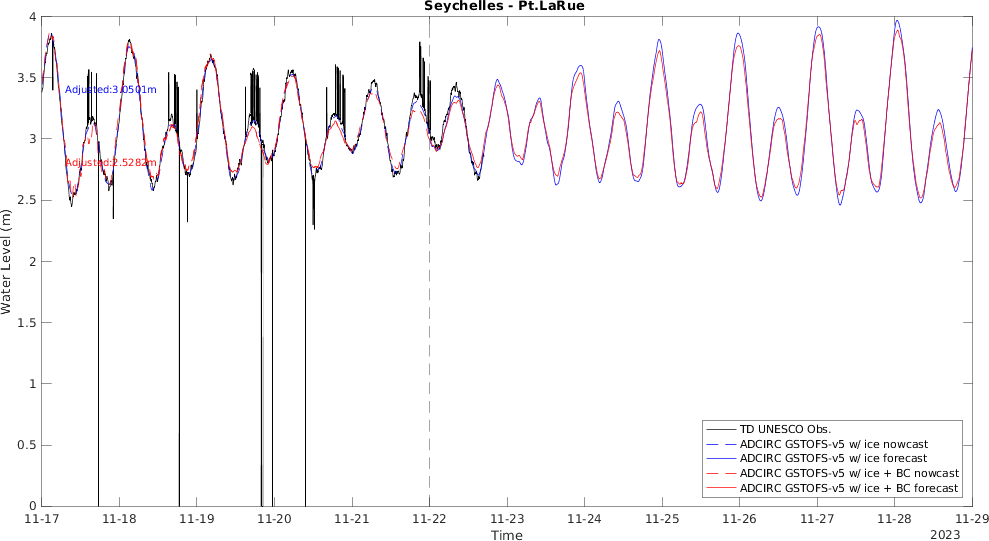 Seychelles - Pt.LaRue
4
3.5
3
2.5
2
1.5
1
0.5
0
Water Level (m)
Adjusted:3.0501m
Adjusted:2.5282m
TD UNESCO Obs.
ADCIRC GSTOFS-v5 w/ ice nowcast
ADCIRC GSTOFS-v5 w/ ice forecast
ADCIRC GSTOFS-v5 w/ ice + BC nowcast
ADCIRC GSTOFS-v5 w/ ice + BC forecast
11-17 11-18 11-19 11-20 11-21 11-22 11-23 11-24 11-25 11-26 11-27 11-28 11-29
Time
2023